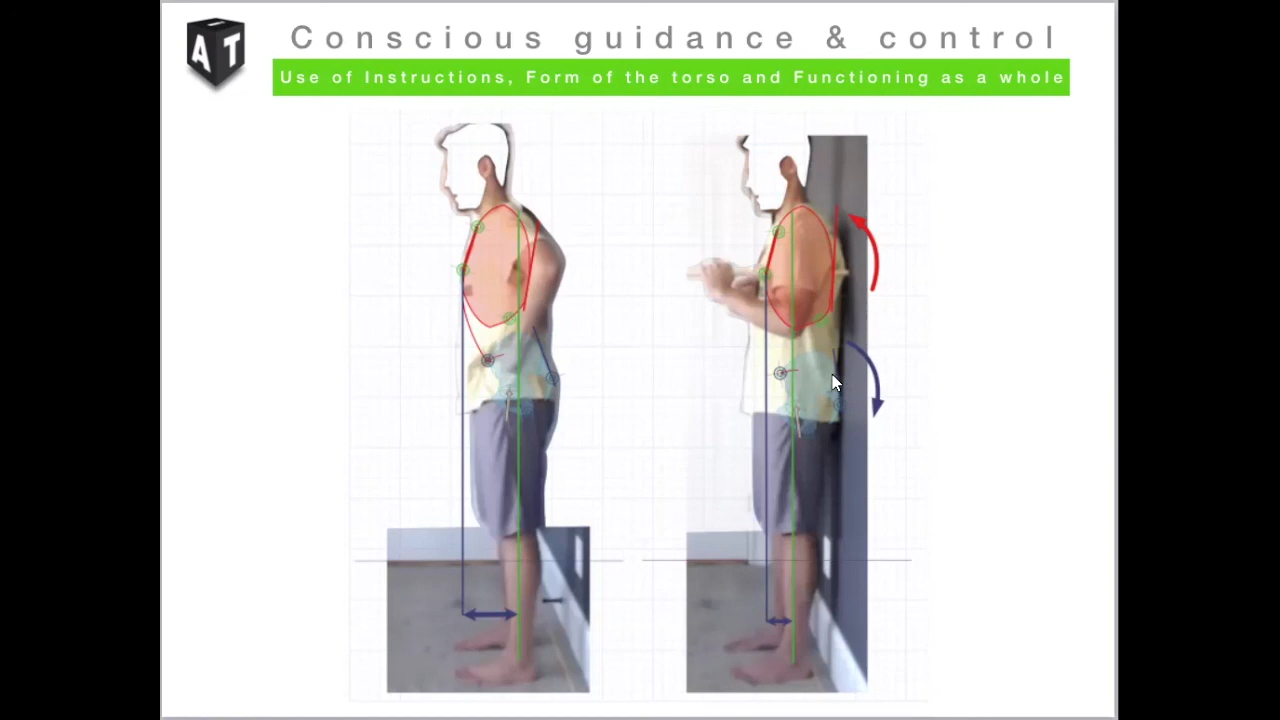 AT
Conscious guidance & control
Use of Instructions, Form of the torso and Functioning as a whole